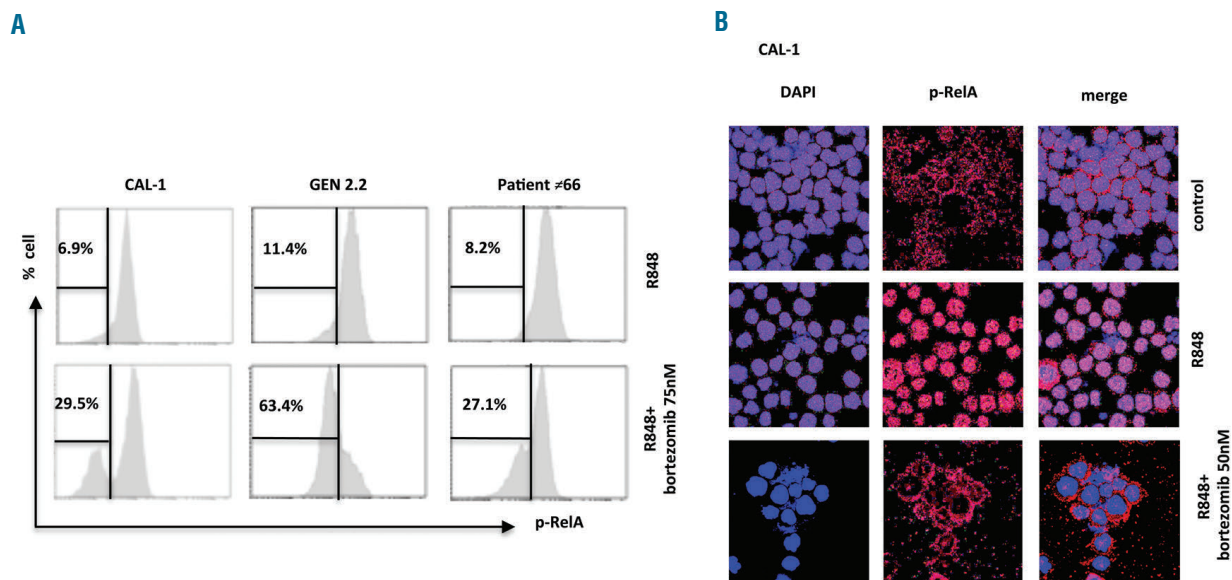 A
CAL-1
GEN 2.2
Patient ≠66
% cell
6.9%
11.4%
8.2%
R848
29.5%
63.4%
27.1%
R848+
bortezomib 75nM
p-RelA
B
CAL-1
DAPI
p-RelA
merge
control
R848
R848+
bortezomib 50nM